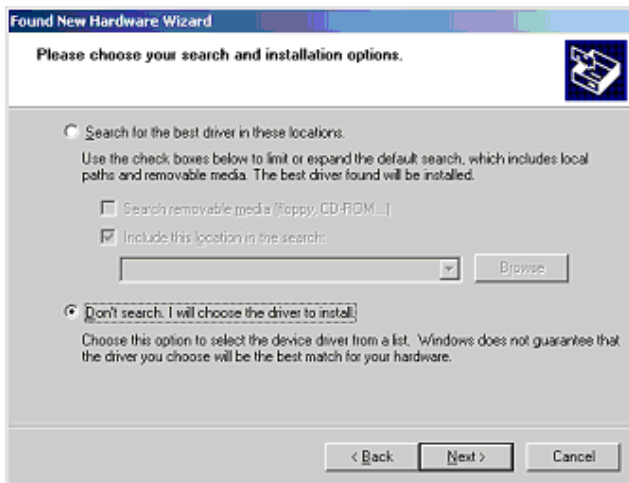 Found New Hardware Wizard
Please choose your search and installation options.
Search for the best driver in these locations.
Use the check boxes below to limit or expand the default search, which includes local
paths and removable media. The best driver found will be installed.
Search removable media (floppy, CD-ROM...)
Include this location in the search:
Browse
Don't search. I will choose the driver to install.
Choose this option to select the device driver from a list. Windows does not guarantee that
the driver you choose will be the best match for your hardware.
< Back Next > Cancel